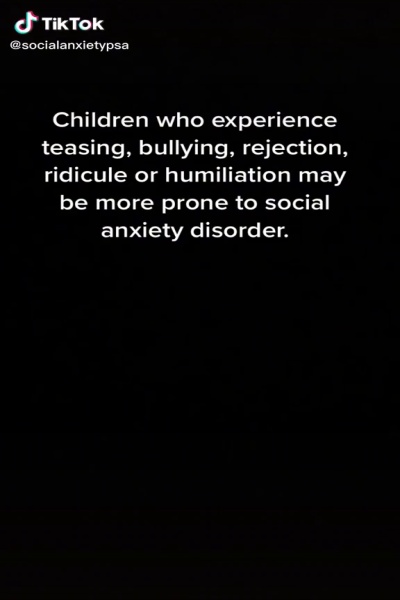 TikTok
@socialanxietypsa
Children who experience
teasing, bullying, rejection,
ridicule or humiliation may
be more prone to social
anxiety disorder.